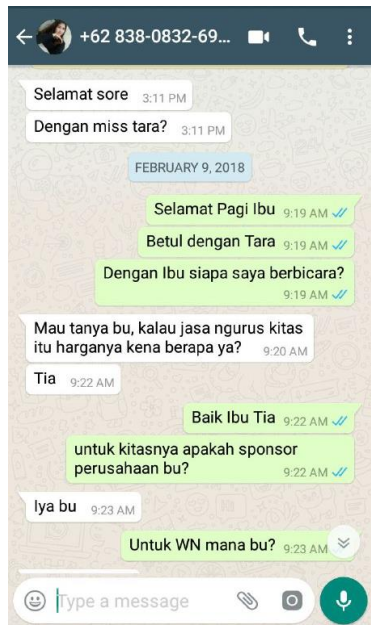 +62 838-0832-69...
Selamat sore 3:11 PM
Dengan miss tara? 3:11 PM
FEBRUARY 9, 2018
Selamat Pagi Ibu 9:19 AM
Betul dengan Tara 9:19 AM
Dengan Ibu siapa saya berbicara?
9:19 AM
Mau tanya bu, kalau jasa ngurus kitas
itu harganya kena berapa ya? 9:20 AM
Tia 9:22 AM
Baik Ibu Tia 9:22 AM
untuk kitasnya apakah sponsor
perusahaan bu? 9:22 AM
Iya bu 9:23 AM
Untuk WN mana bu? 9:23 AM
Type a message